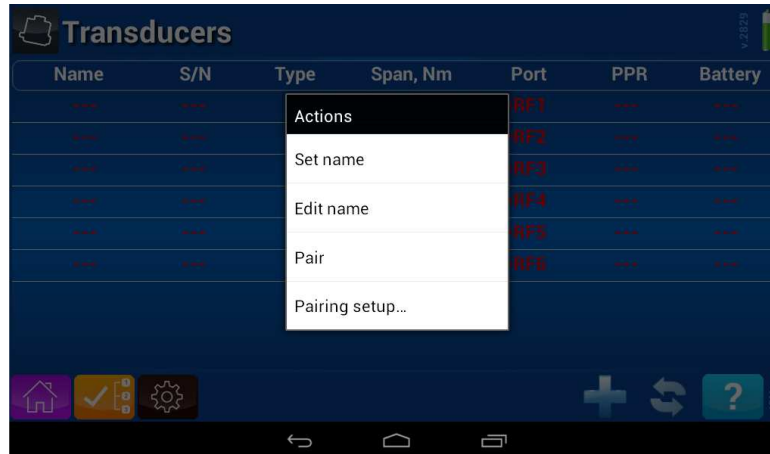 Transducers
v.2829
Name S/N Type Span, Nm Port PPR Battery
--- --- RF1 --- ---
--- --- RF2 --- ---
--- --- RF3 --- ---
--- --- RF4 --- ---
--- --- RF5 --- ---
--- --- RF6 --- ---
Actions
Set name
Edit name
Pair
Pairing setup...
?